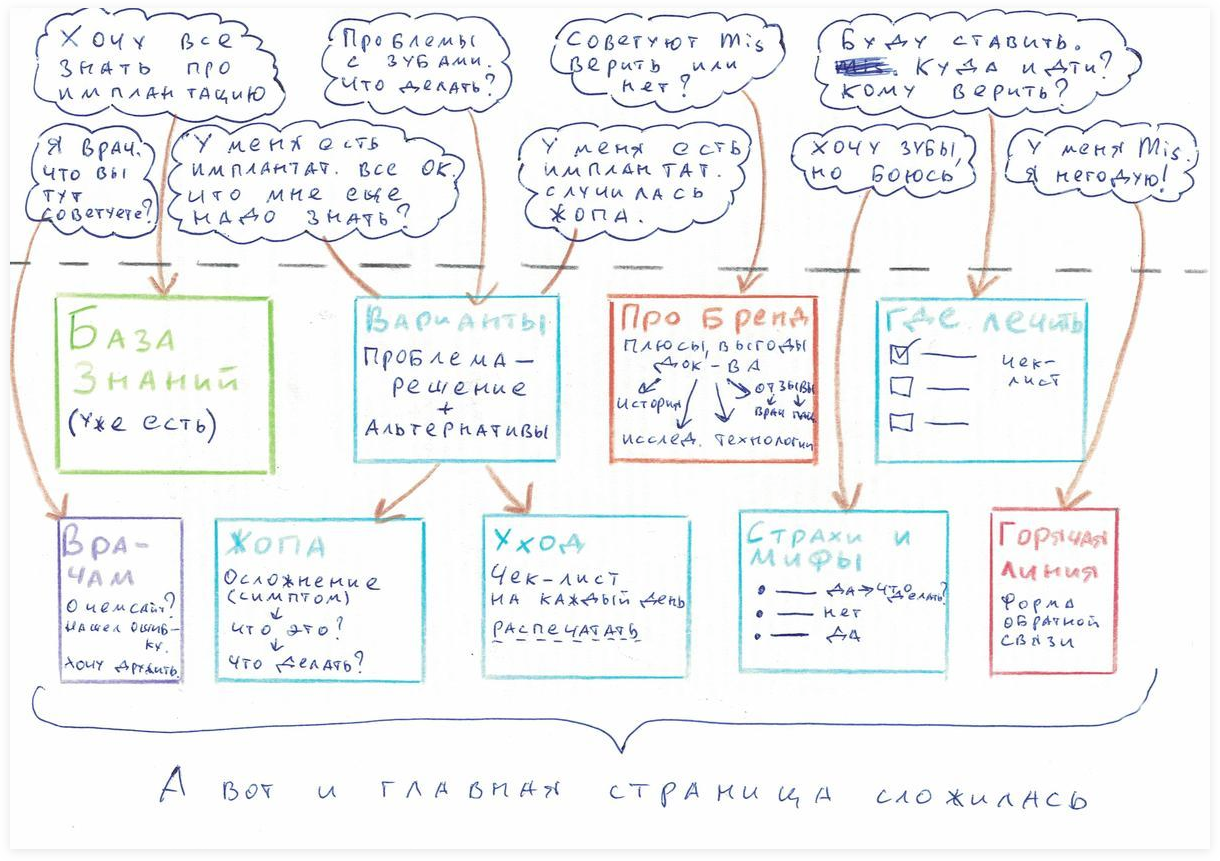 Хочу все
знать про
имплантацию
Проблемы
с зубами.
Что делать?
Советуют Mis
верить или
нет?
Буду ставить.
Mis. Куда идти?
Кому верить?
Я врач.
Что вы
тут
советуете?
У меня есть
имплантат. Все ОК.
Что мне еще
надо знать?
У меня есть
имплантат.
случилась
жопа.
Хочу зубы,
но боюсь
У меня Mis.
Я негодую!
База
Знаний
(уже есть)
Варианты
Проблема –
решение
+
Альтернативы
Про Бренд
плюсы, выгоды
док-ва
история
отзывы
врач пац
исслед. технологии
Где лечить
чек-
лист
Вра-
чам
О чем сайт?
Нашел ошиб-
ку.
Хочу дружить.
Жопа
Осложнение
(симптом)
что это?
что делать?
Уход
Чек-лист
на каждый день
распечатать
Страхи и
мифы
да → что делать?
нет
да
Горячая
линия
Форма
обратной
связи
А вот и главная страница сложилась